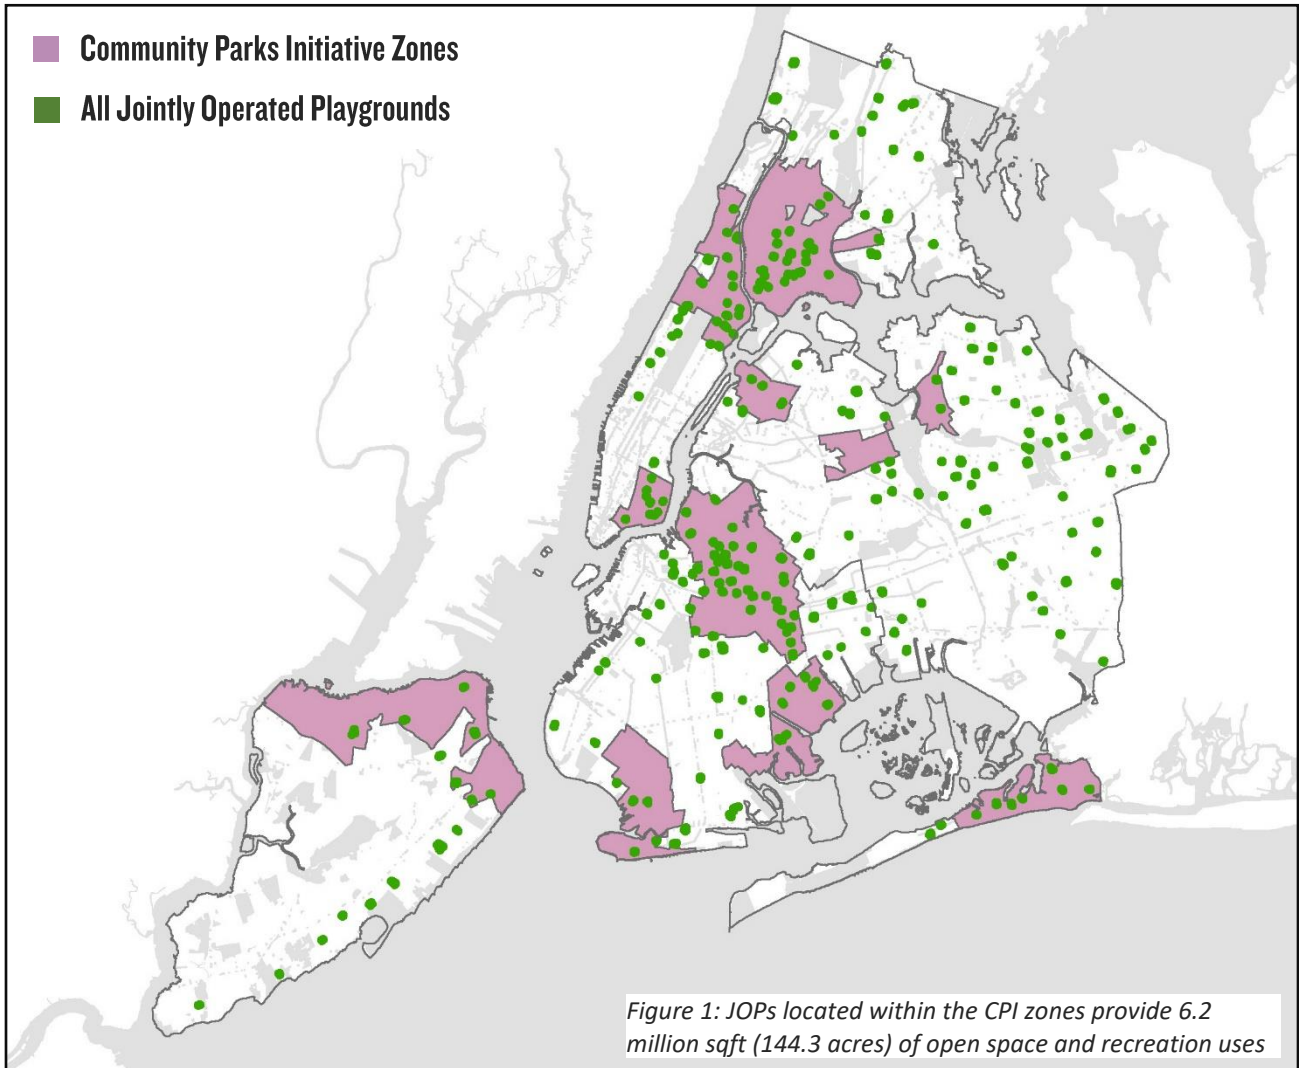 Community Parks Initiative Zones
All Jointly Operated Playgrounds
Figure 1: JOPs located within the CPI zones provide 6.2
million sqft (144.3 acres) of open space and recreation uses